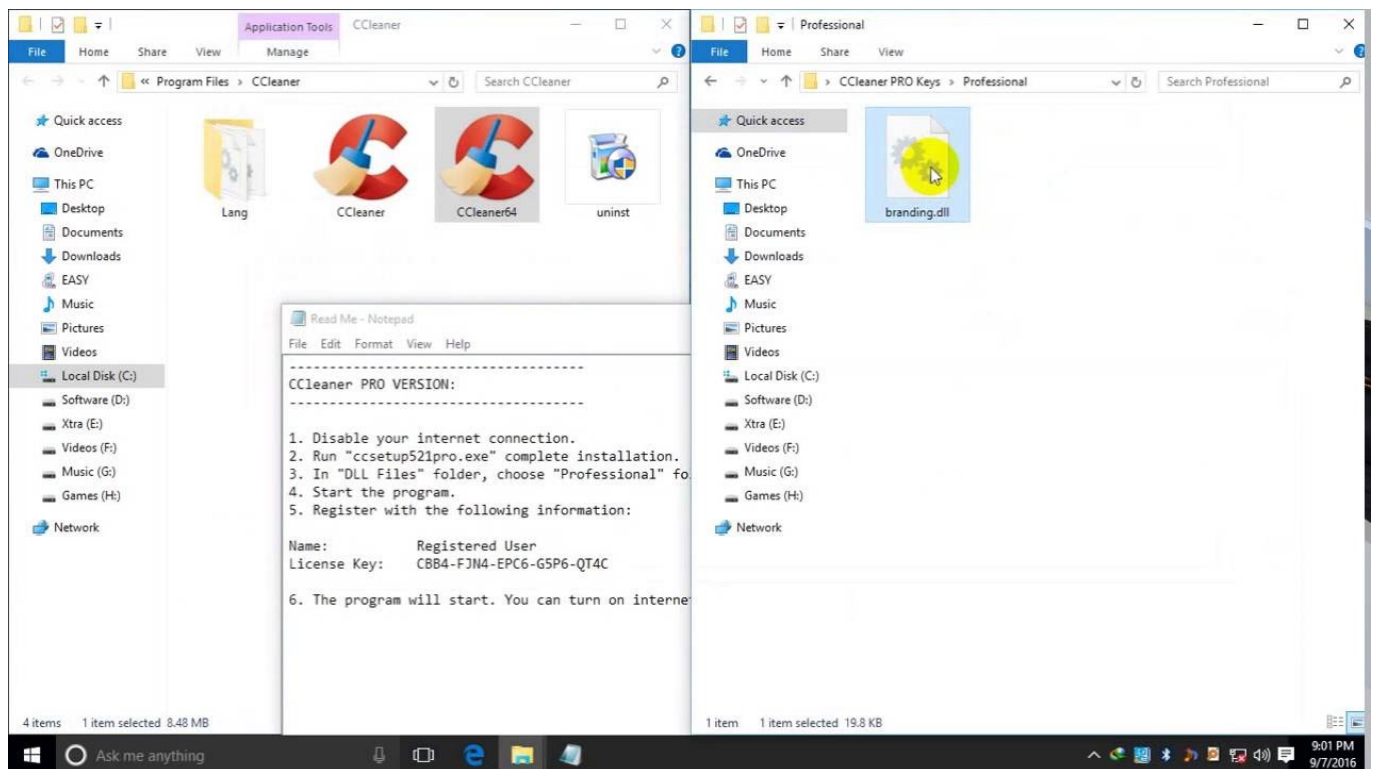 Application Tools CCleaner
File Home Share View Manage
« Program Files › CCleaner
Search CCleaner
Quick access
OneDrive
This PC
Desktop
Documents
Downloads
EASY
Music
Pictures
Videos
Local Disk (C:)
Software (D:)
Xtra (E:)
Videos (F:)
Music (G:)
Games (H:)
Network
Lang
CCleaner
CCleaner64
uninst
4 items 1 item selected 8.48 MB
Read Me - Notepad
File Edit Format View Help
--------------------------------------
CCleaner PRO VERSION:
--------------------------------------
1. Disable your internet connection.
2. Run "ccsetup521pro.exe" complete installation.
3. In "DLL Files" folder, choose "Professional" fo
4. Start the program.
5. Register with the following information:
Name: Registered User
License Key: CBB4-FJN4-EPC6-G5P6-QT4C
6. The program will start. You can turn on interne
Professional
File Home Share View
› CCleaner PRO Keys › Professional
Search Professional
Quick access
OneDrive
This PC
Desktop
Documents
Downloads
EASY
Music
Pictures
Videos
Local Disk (C:)
Software (D:)
Xtra (E:)
Videos (F:)
Music (G:)
Games (H:)
Network
branding.dll
1 item 1 item selected 19.8 KB
Ask me anything
9:01 PM
9/7/2016